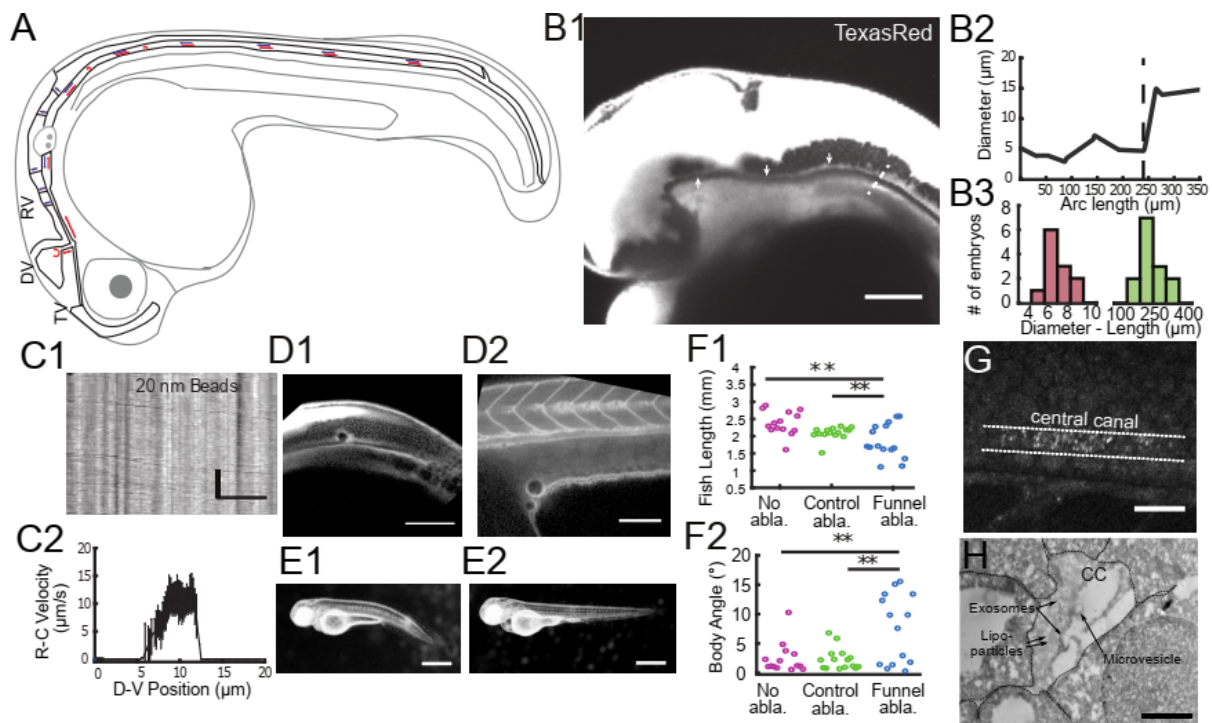 A
RV
DV
TV
B1
TexasRed
B2
Diameter (µm)
20
15
10
5
0
50 100 150 200 250 300 350
Arc length (µm)
B3
# of embryos
8
6
4
2
0
4 6 8 10 100 250 400
Diameter - Length (µm)
C1
20 nm Beads
C2
R-C Velocity
(µm/s)
20
15
10
5
0
0 5 10 15 20
D-V Position (µm)
D1
D2
E1
E2
F1
Fish Length (mm)
4
3.5
3
2.5
2
1.5
1
0.5
**
**
No Control Funnel
abla. abla. abla.
F2
Body Angle (°)
20
15
10
5
0
**
**
No Control Funnel
abla. abla. abla.
G
central canal
H
CC
Exosomes
Lipo-
particles
Microvesicle